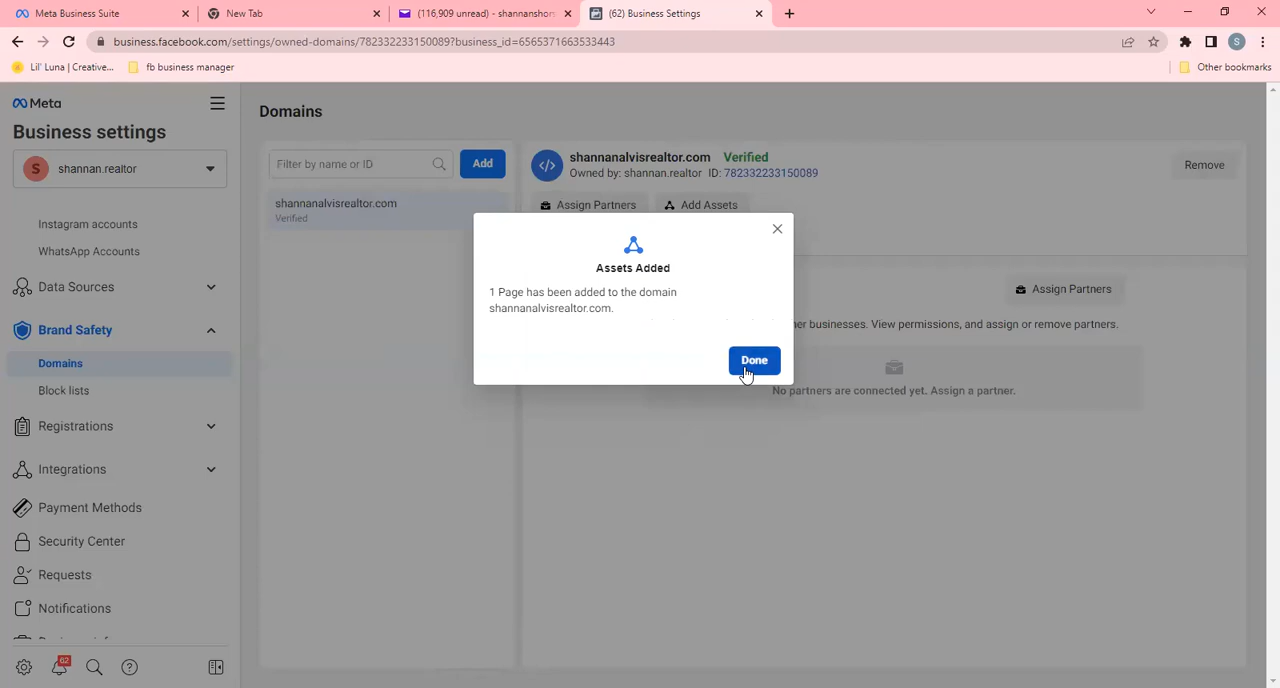 Meta Business Suite
New Tab
(116,909 unread) - shannanshors
(62) Business Settings
business.facebook.com/settings/owned-domains/782332233150089?business_id=6565371663533443
S
Lil' Luna | Creative...
fb business manager
Other bookmarks
Meta
Business settings
S
shannan.realtor
Instagram accounts
WhatsApp Accounts
Data Sources
Brand Safety
Domains
Block lists
Registrations
Integrations
Payment Methods
Security Center
Requests
Notifications
62
Domains
Filter by name or ID
Add
shannanalvisrealtor.com
Verified
shannanalvisrealtor.com Verified
Owned by: shannan.realtor ID: 782332233150089
Remove
Assign Partners
Add Assets
Assign Partners
businesses. View permissions, and assign or remove partners.
No partners are connected yet. Assign a partner.
Assets Added
1 Page has been added to the domain
shannanalvisrealtor.com.
Done